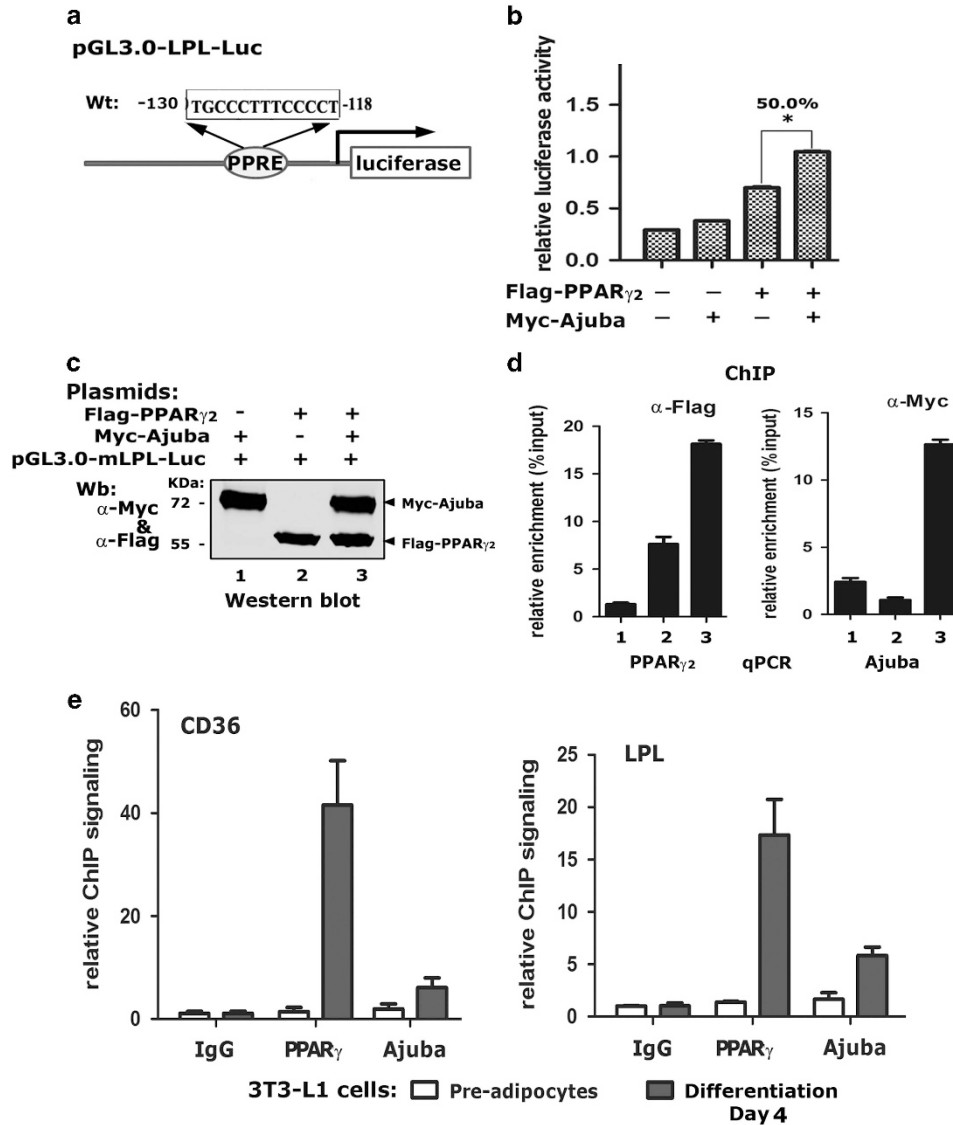 a
pGL3.0-LPL-Luc
Wt: -130 TGCCCTTTCCCCT -118
PPRE
luciferase
b
relative luciferase activity
1.5
1.0
0.5
0.0
50.0%
*
Flag-PPARγ2 – – + +
Myc-Ajuba – + – +
c
Plasmids:
Flag-PPARγ2 - + +
Myc-Ajuba + - +
pGL3.0-mLPL-Luc + + +
Wb:
α-Myc
&
α-Flag
KDa:
72 -
55 -
Myc-Ajuba
Flag-PPARγ2
1 2 3
Western blot
d
ChIP
α-Flag
relative enrichment (%input)
20
15
10
5
0
1 2 3
PPARγ2
qPCR
α-Myc
relative enrichment (%input)
15
10
5
0
1 2 3
Ajuba
e
CD36
relative ChIP signaling
60
40
20
0
IgG PPARγ Ajuba
LPL
relative ChIP signaling
25
20
15
10
5
0
IgG PPARγ Ajuba
3T3-L1 cells: Pre-adipocytes Differentiation
Day 4